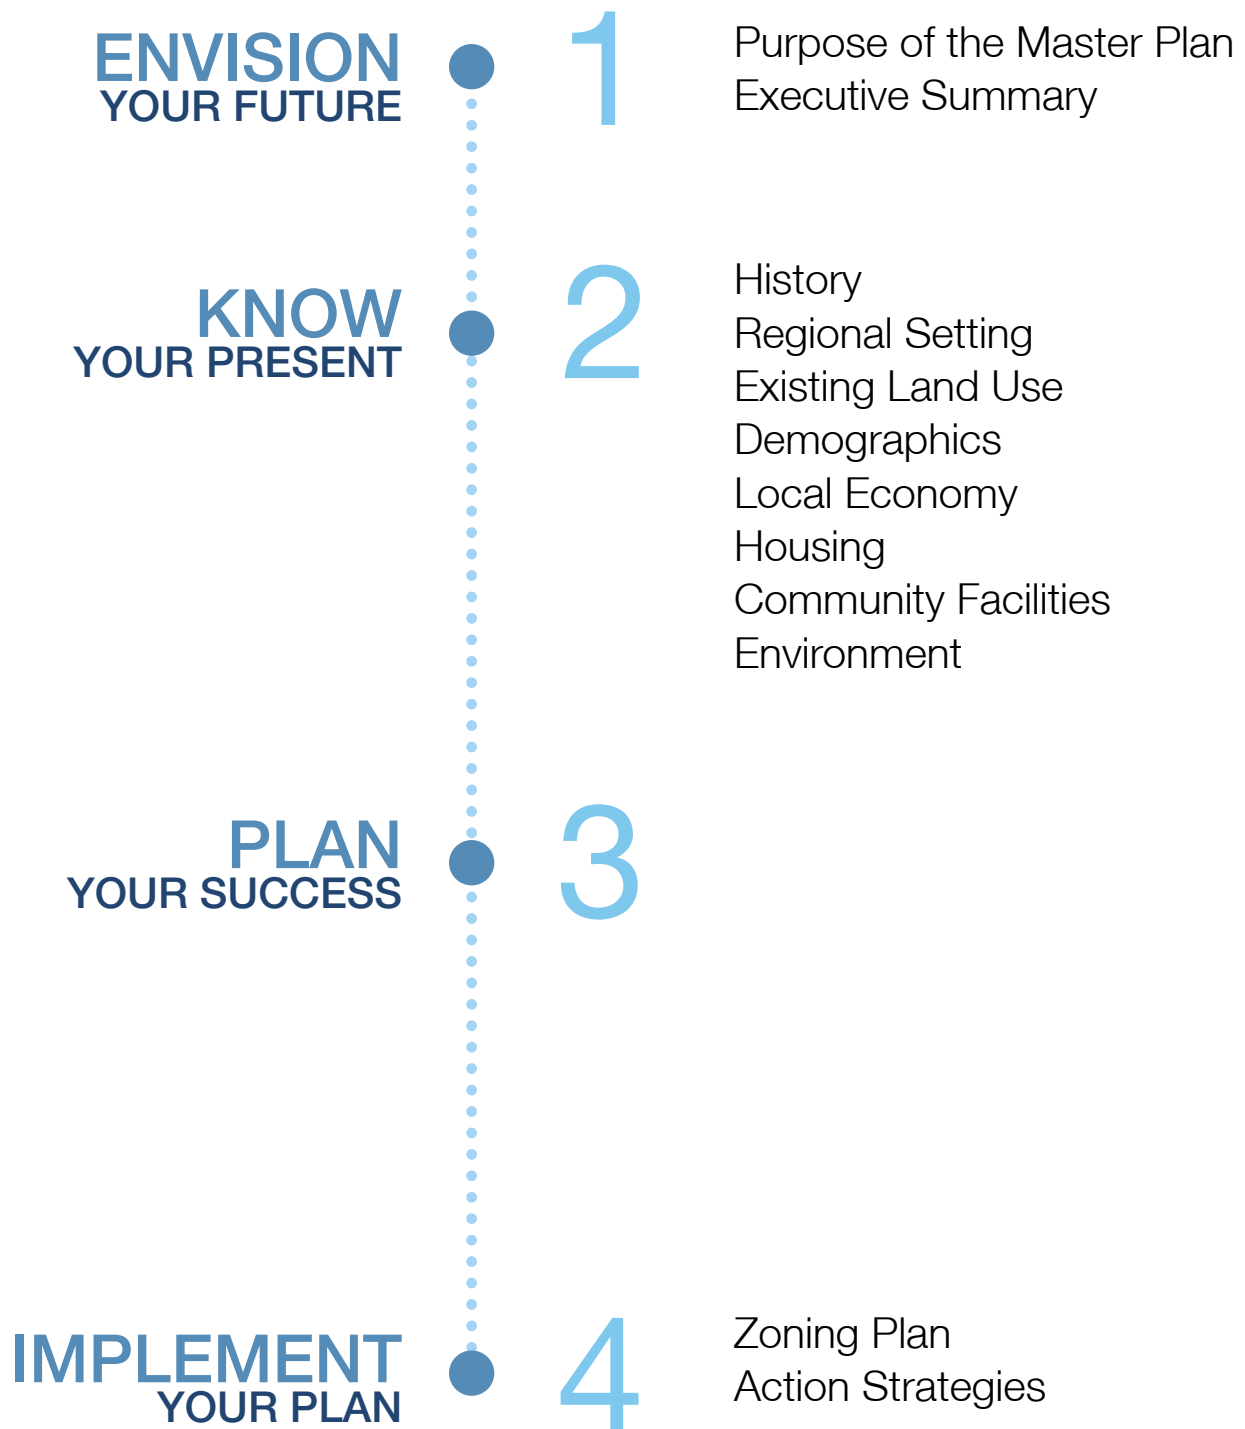 ENVISION
YOUR FUTURE
1
Purpose of the Master Plan
Executive Summary
KNOW
YOUR PRESENT
2
History
Regional Setting
Existing Land Use
Demographics
Local Economy
Housing
Community Facilities
Environment
PLAN
YOUR SUCCESS
3
IMPLEMENT
YOUR PLAN
4
Zoning Plan
Action Strategies